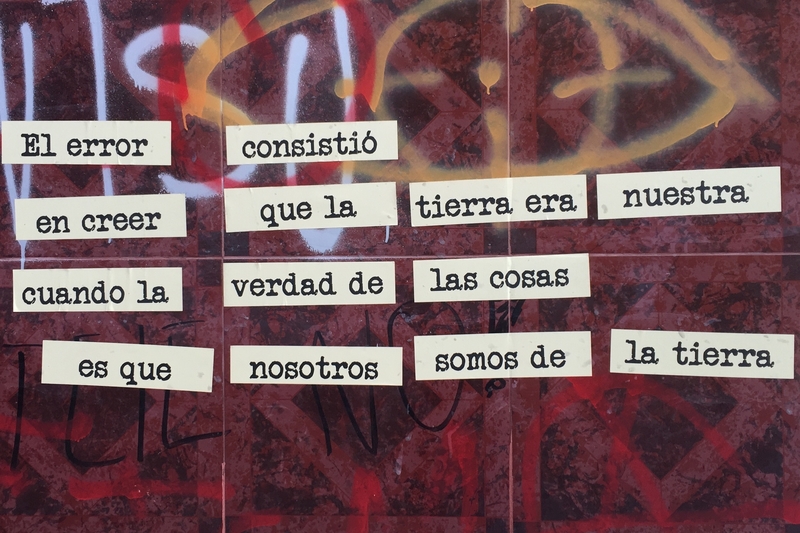 El error consistió
en creer que la tierra era nuestra
cuando la verdad de las cosas
es que nosotros somos de la tierra